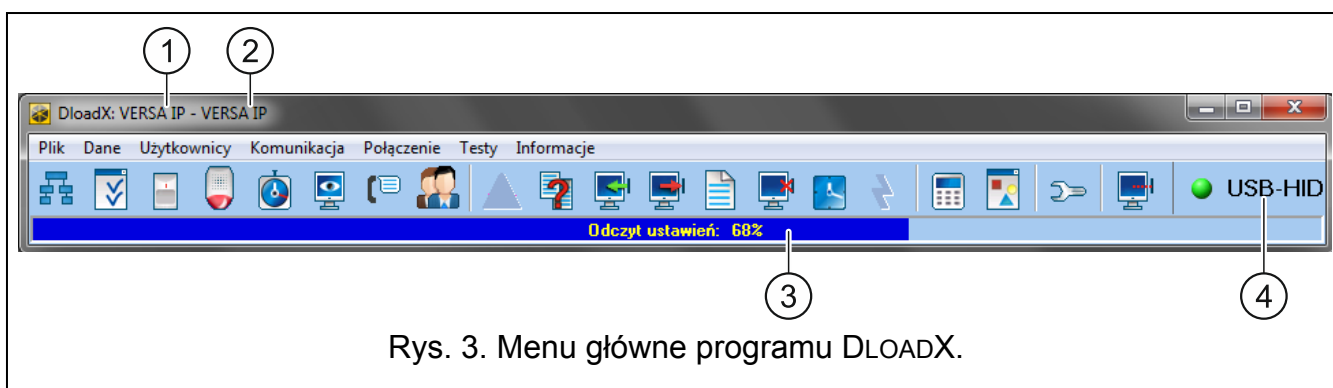 1 2
DloadX: VERSA IP - VERSA IP
Plik Dane Użytkownicy Komunikacja Połączenie Testy Informacje
USB-HID
Odczyt ustawień: 68%
3 4
Rys. 3. Menu główne programu DLOADX.